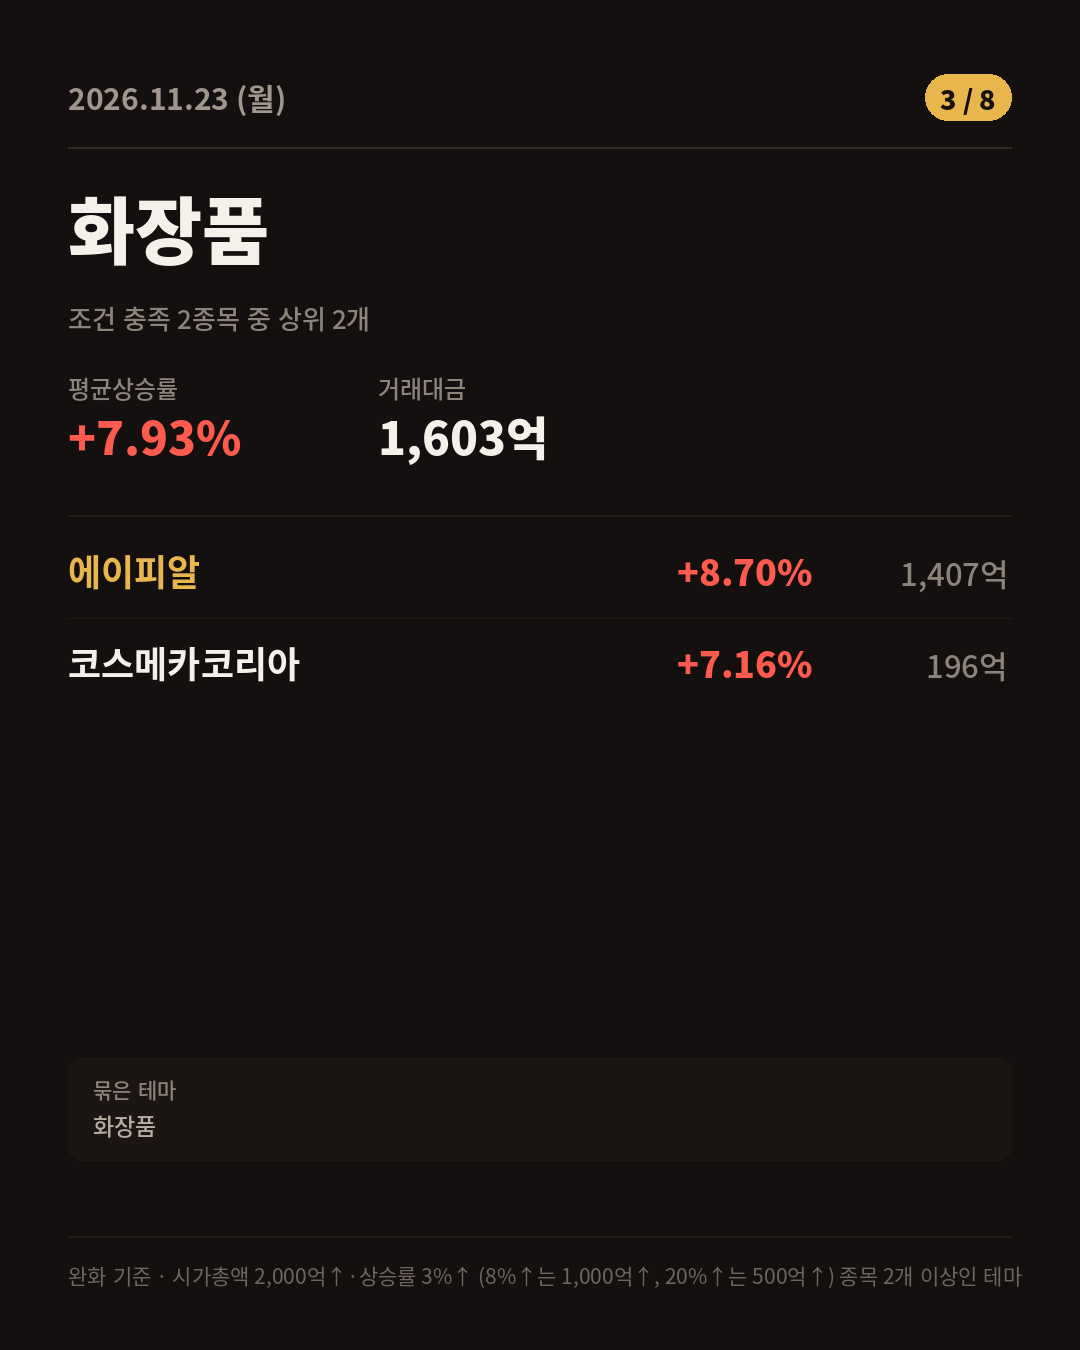 2026.11.23 (월)
3 / 8
화장품
조건 충족 2종목 중 상위 2개
평균상승률 거래대금
+7.93% 1,603억
에이피알 +8.70% 1,407억
코스메카코리아 +7.16% 196억
묶은 테마
화장품
완화 기준 · 시가총액 2,000억↑·상승률 3%↑ (8%↑는 1,000억↑, 20%↑는 500억↑) 종목 2개 이상인 테마